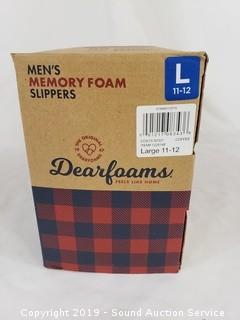 MEN'S
MEMORY FOAM
SLIPPERS
L
11-12
Large 11-12
THE ORIGINAL
DEARFOAMS
Dearfoams
FEELS LIKE HOME
Copyright 2019 - Sound Auction Service